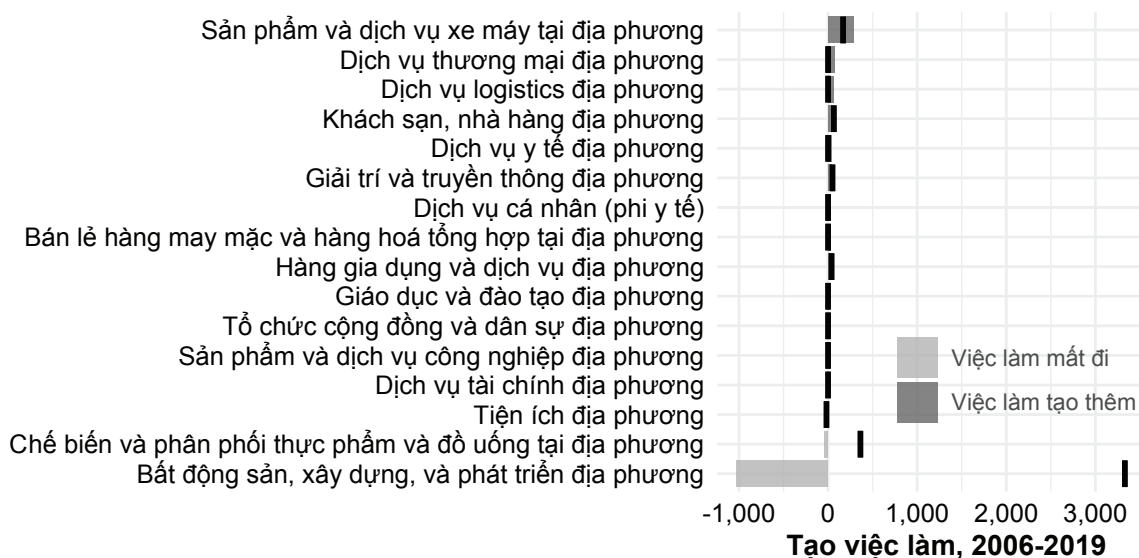 Sản phẩm và dịch vụ xe máy tại địa phương
Dịch vụ thương mại địa phương
Dịch vụ logistics địa phương
Khách sạn, nhà hàng địa phương
Dịch vụ y tế địa phương
Giải trí và truyền thông địa phương
Dịch vụ cá nhân (phi y tế)
Bán lẻ hàng may mặc và hàng hoá tổng hợp tại địa phương
Hàng gia dụng và dịch vụ địa phương
Giáo dục và đào tạo địa phương
Tổ chức cộng đồng và dân sự địa phương
Sản phẩm và dịch vụ công nghiệp địa phương
Dịch vụ tài chính địa phương
Tiện ích địa phương
Chế biến và phân phối thực phẩm và đồ uống tại địa phương
Bất động sản, xây dựng, và phát triển địa phương
Việc làm mất đi
Việc làm tạo thêm
-1,000 0 1,000 2,000 3,000
Tạo việc làm, 2006-2019